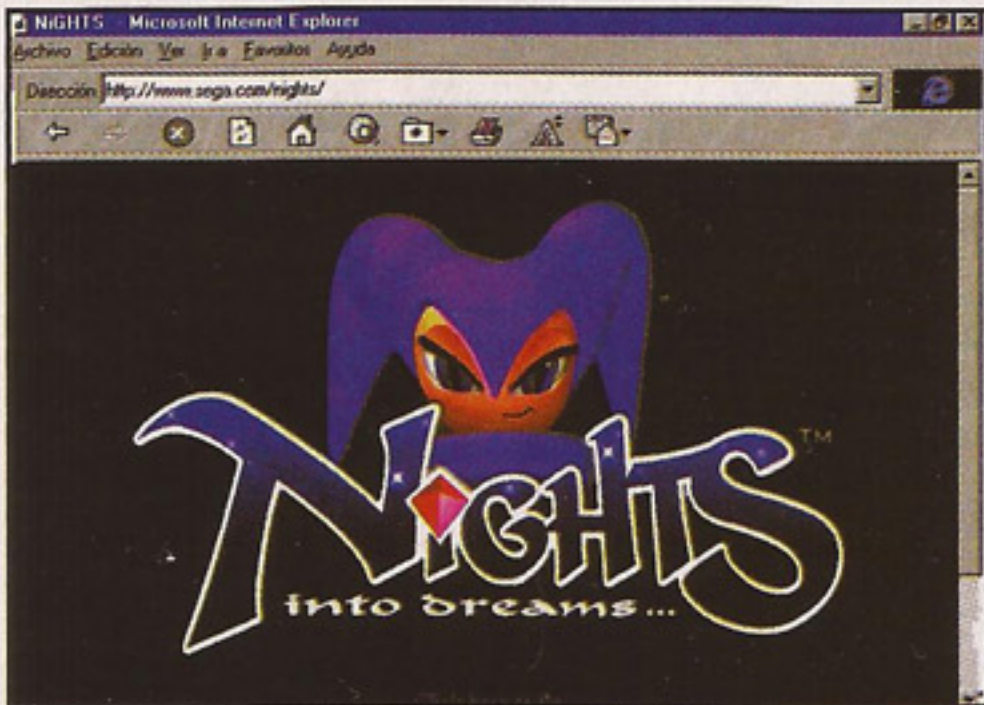 NiGHTS - Microsoft Internet Explorer
Archivo Edición Ver Ir a Favoritos Ayuda
Dirección http://www.sega.com/nights/
NiGHTS TM
into dreams...